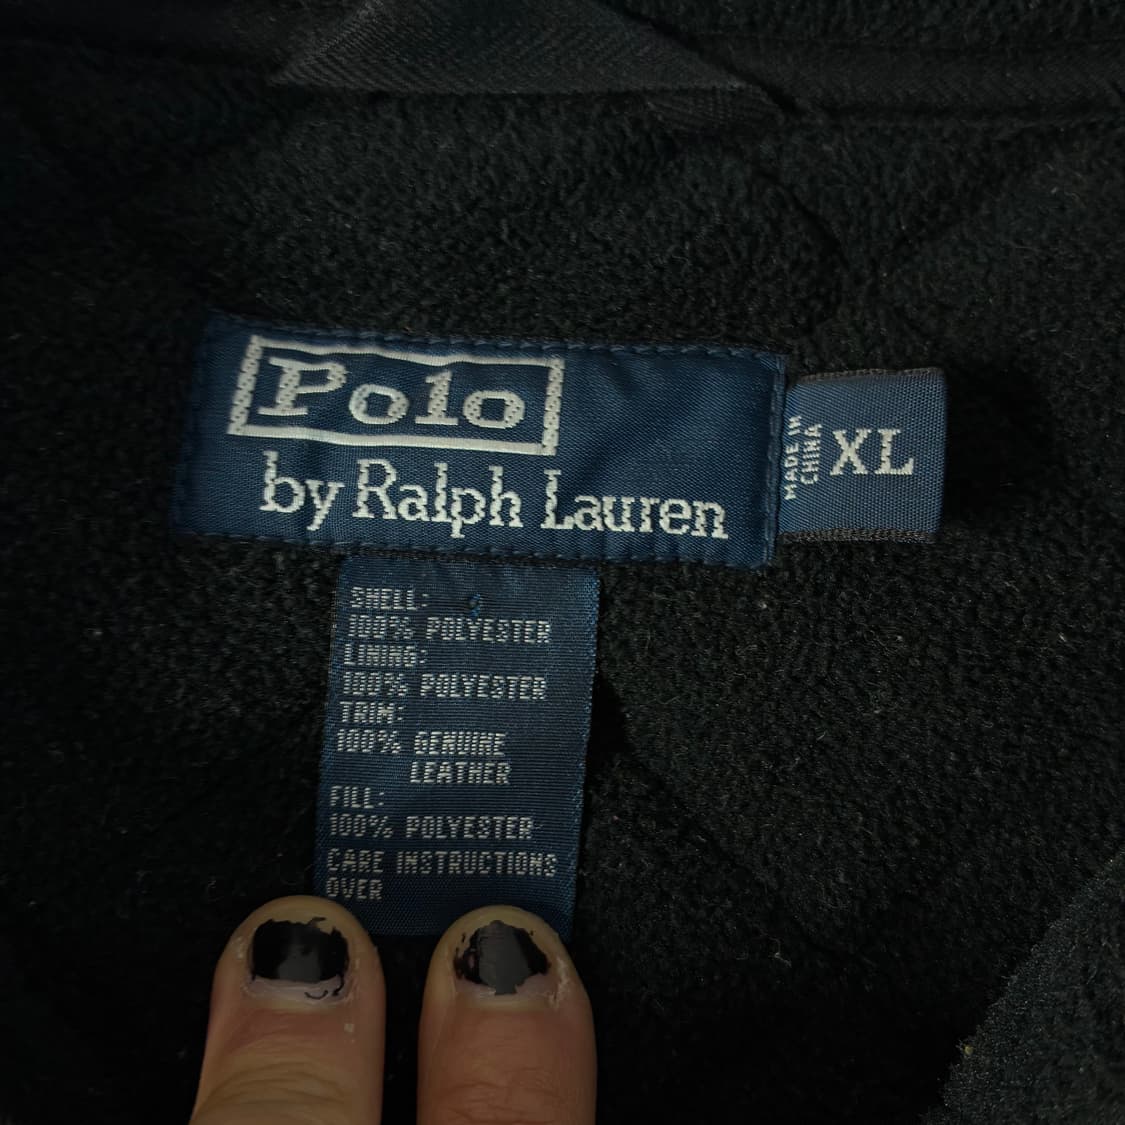 Polo
by Ralph Lauren
MADE IN
CHINA
XL
SHELL:
100% POLYESTER
LINING:
100% POLYESTER
TRIM:
100% GENUINE
LEATHER
FILL:
100% POLYESTER
CARE INSTRUCTIONS
OVER